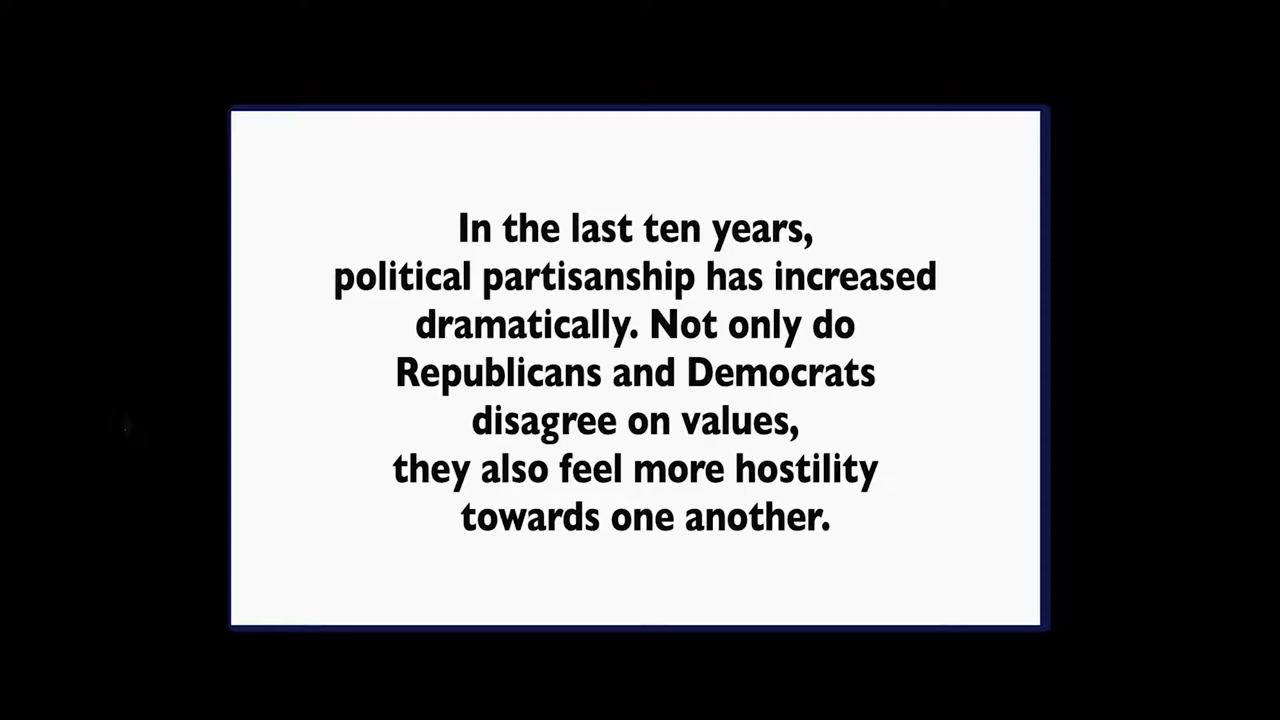 In the last ten years,
political partisanship has increased
dramatically. Not only do
Republicans and Democrats
disagree on values,
they also feel more hostility
towards one another.